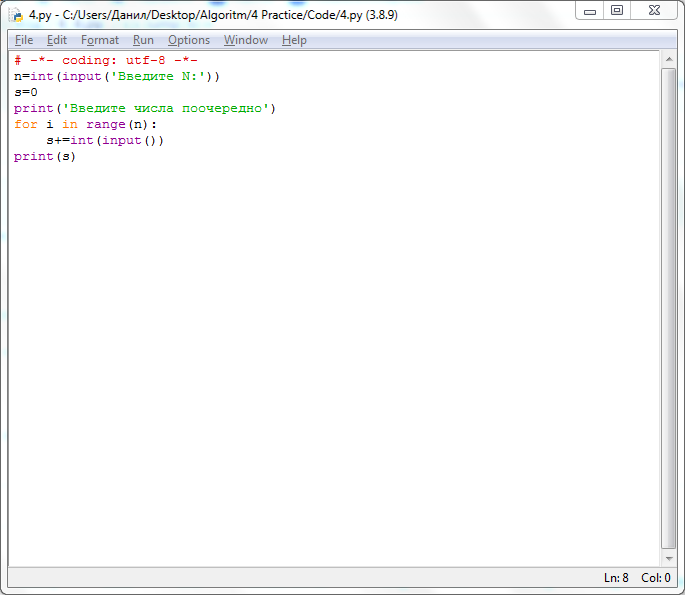 4.py - C:/Users/Данил/Desktop/Algoritm/4 Practice/Code/4.py (3.8.9)
File Edit Format Run Options Window Help
# -*- coding: utf-8 -*-
n=int(input('Введите N:'))
s=0
print('Введите числа поочередно')
for i in range(n):
    s+=int(input())
print(s)
Ln: 8 Col: 0